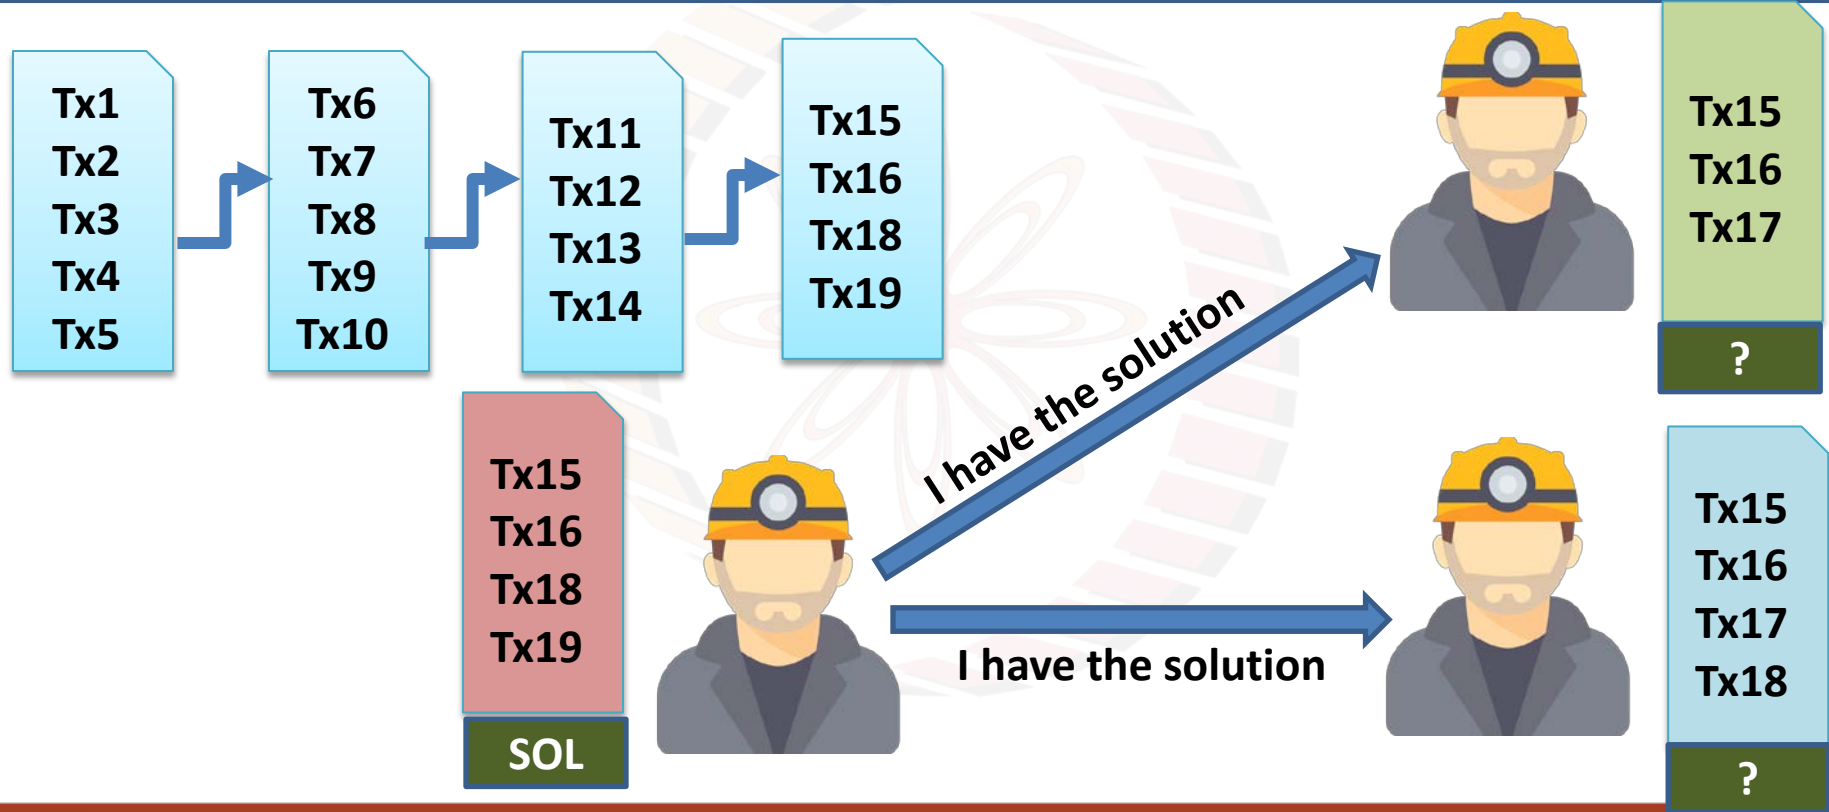 Tx1
Tx2
Tx3
Tx4
Tx5
Tx6
Tx7
Tx8
Tx9
Tx10
Tx11
Tx12
Tx13
Tx14
Tx15
Tx16
Tx18
Tx19
Tx15
Tx16
Tx17
?
Tx15
Tx16
Tx18
Tx19
SOL
I have the solution
I have the solution
Tx15
Tx16
Tx17
Tx18
?